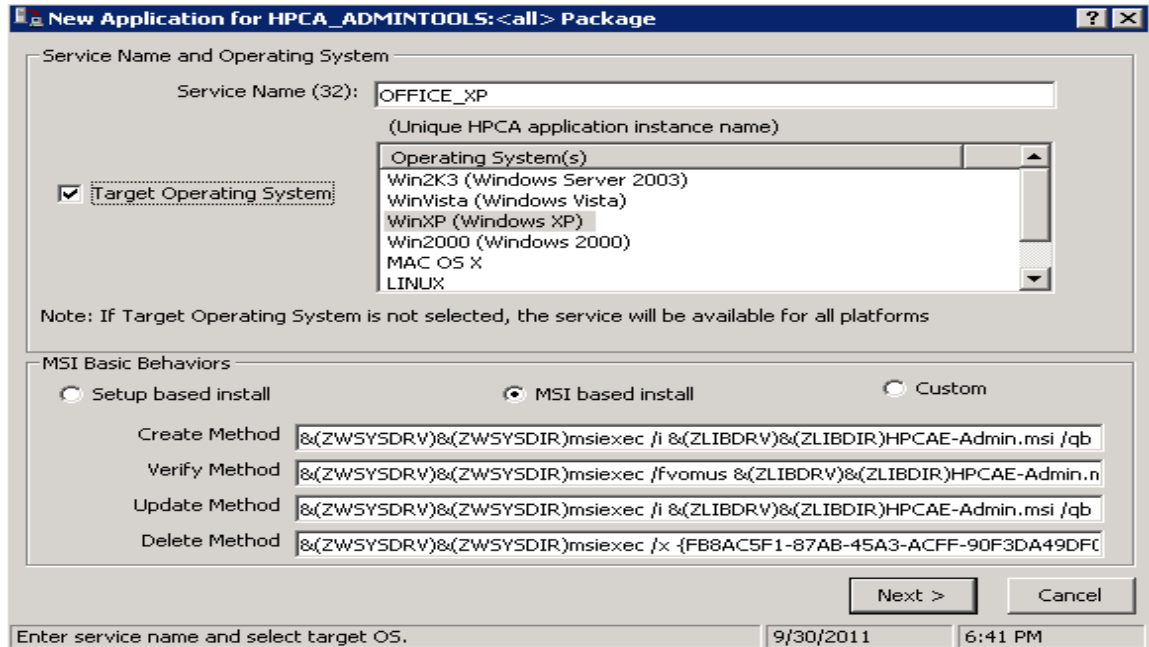 New Application for HPCA_ADMINTOOLS:<all> Package
Service Name and Operating System
Service Name (32): OFFICE_XP
(Unique HPCA application instance name)
Operating System(s)
Target Operating System
Win2K3 (Windows Server 2003)
WinVista (Windows Vista)
WinXP (Windows XP)
Win2000 (Windows 2000)
MAC OS X
LINUX
Note: If Target Operating System is not selected, the service will be available for all platforms
MSI Basic Behaviors
Setup based install MSI based install Custom
Create Method &(ZWSYSDRV)&(ZWSYSDIR)msiexec /i &(ZLIBDRV)&(ZLIBDIR)HPCAE-Admin.msi /qb
Verify Method &(ZWSYSDRV)&(ZWSYSDIR)msiexec /fvomus &(ZLIBDRV)&(ZLIBDIR)HPCAE-Admin.n
Update Method &(ZWSYSDRV)&(ZWSYSDIR)msiexec /i &(ZLIBDRV)&(ZLIBDIR)HPCAE-Admin.msi /qb
Delete Method &(ZWSYSDRV)&(ZWSYSDIR)msiexec /x {FB8AC5F1-87AB-45A3-ACFF-90F3DA49DF0
Next > Cancel
Enter service name and select target OS. 9/30/2011 6:41 PM